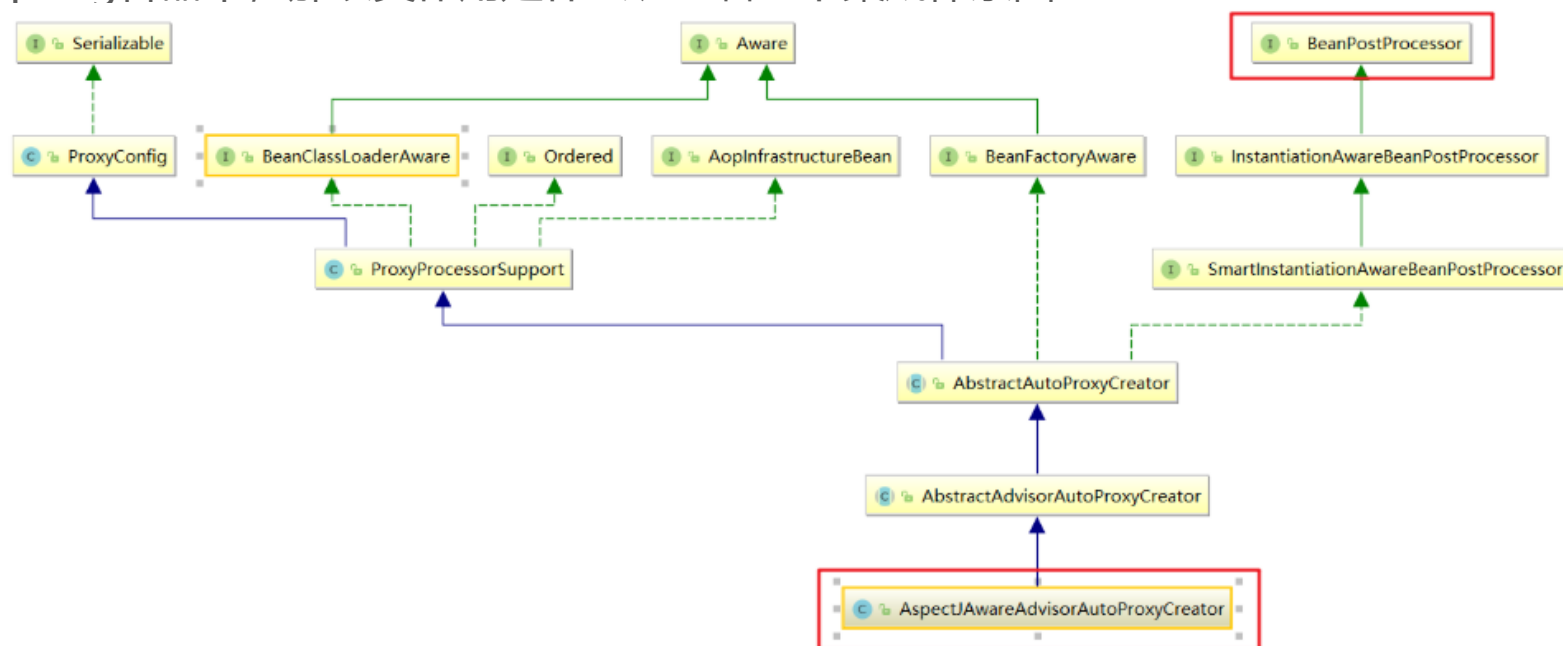 Serializable
Aware
BeanPostProcessor
ProxyConfig
BeanClassLoaderAware
Ordered
AopInfrastructureBean
BeanFactoryAware
InstantiationAwareBeanPostProcessor
ProxyProcessorSupport
SmartInstantiationAwareBeanPostProcessor
AbstractAutoProxyCreator
AbstractAdvisorAutoProxyCreator
AspectJAwareAdvisorAutoProxyCreator